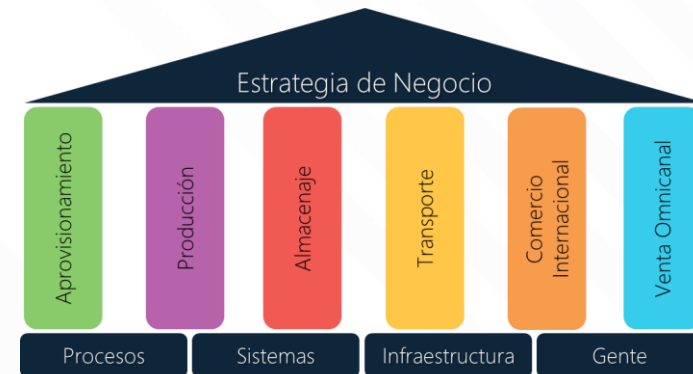 Estrategia de Negocio
Aprovisionamiento
Producción
Almacenaje
Transporte
Comercio
Internacional
Venta Omnicanal
Procesos
Sistemas
Infraestructura
Gente